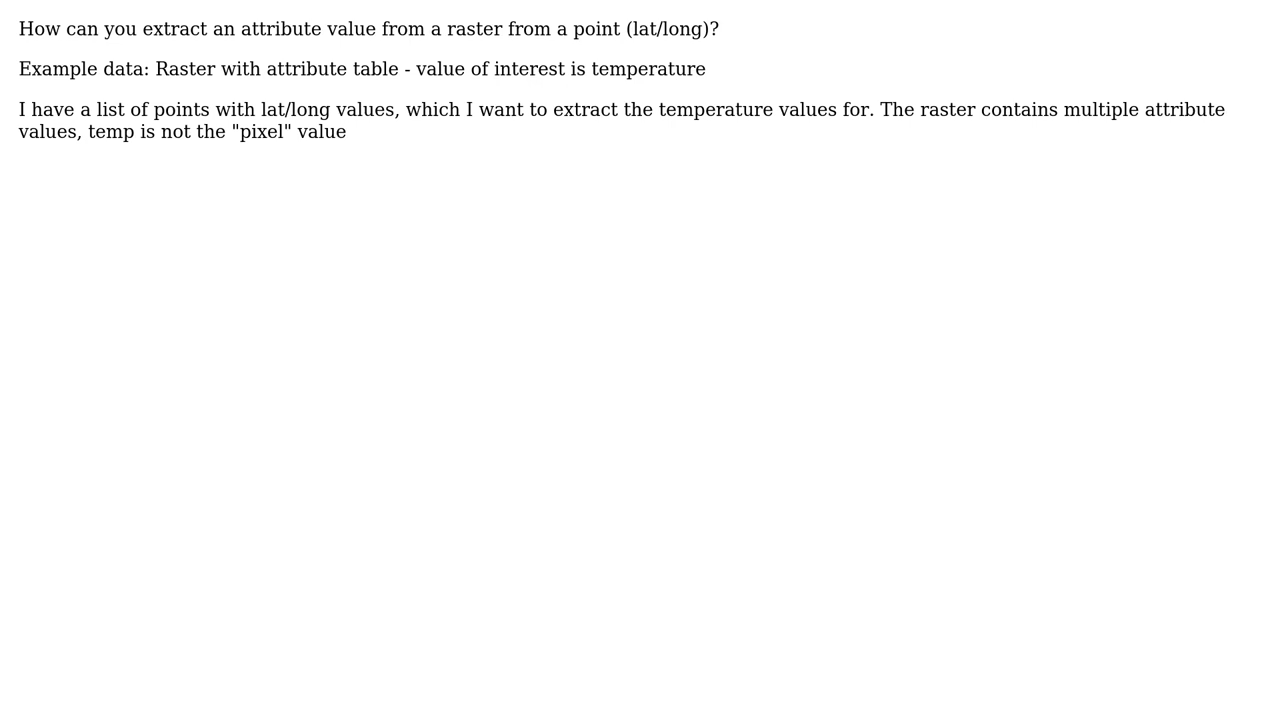 How can you extract an attribute value from a raster from a point (lat/long)?
Example data: Raster with attribute table - value of interest is temperature
I have a list of points with lat/long values, which I want to extract the temperature values for. The raster contains multiple attribute
values, temp is not the "pixel" value